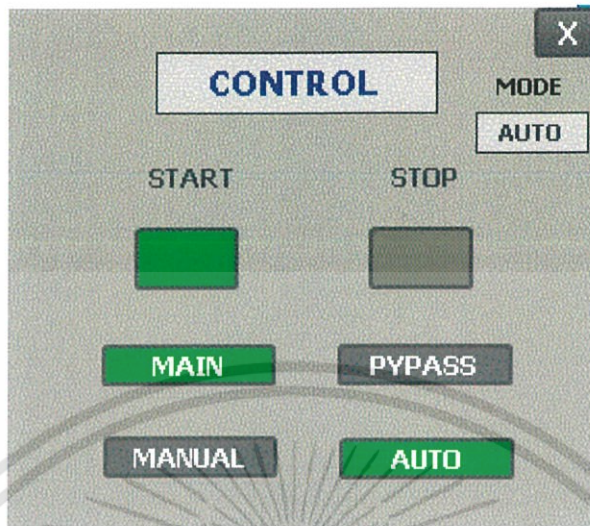 X
CONTROL
MODE
AUTO
START
STOP
MAIN
PYPASS
MANUAL
AUTO